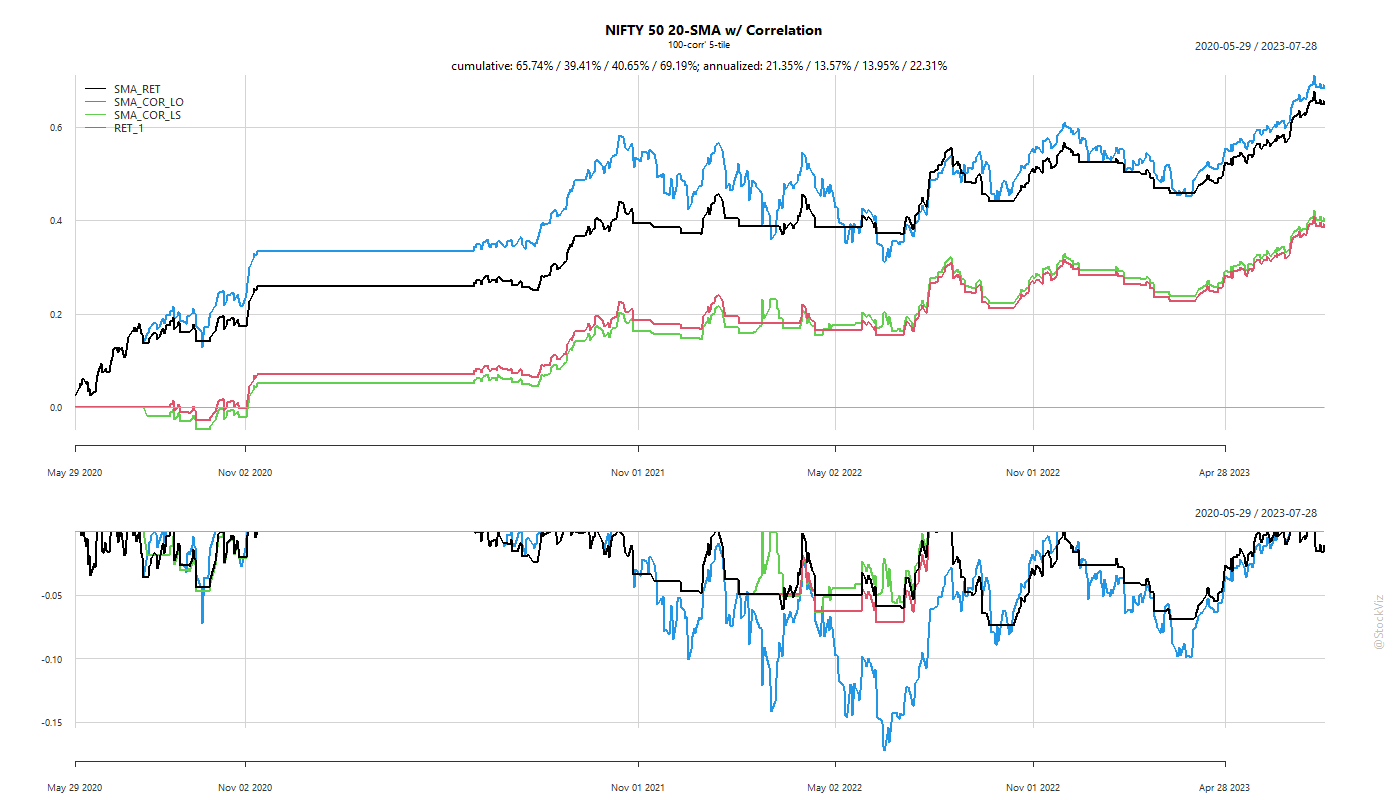 NIFTY 50 20-SMA w/ Correlation
100-corr' 5-tile
2020-05-29 / 2023-07-28
cumulative: 65.74% / 39.41% / 40.65% / 69.19%; annualized: 21.35% / 13.57% / 13.95% / 22.31%
SMA_RET
SMA_COR_LO
SMA_COR_LS
RET_1
0.6
0.4
0.2
0.0
May 29 2020 Nov 02 2020 Nov 01 2021 May 02 2022 Nov 01 2022 Apr 28 2023
2020-05-29 / 2023-07-28
-0.05
-0.10
-0.15
May 29 2020 Nov 02 2020 Nov 01 2021 May 02 2022 Nov 01 2022 Apr 28 2023
@StockViz